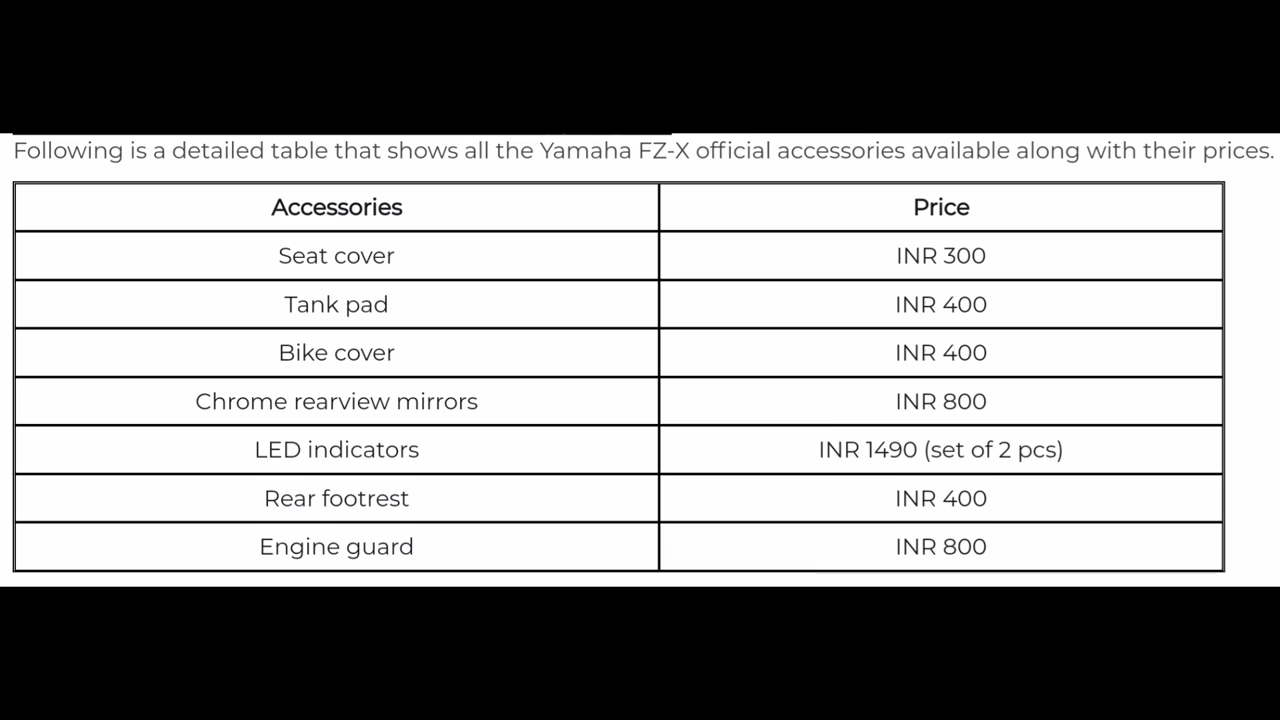 Following is a detailed table that shows all the Yamaha FZ-X official accessories available along with their prices.
Accessories Price
Seat cover INR 300
Tank pad INR 400
Bike cover INR 400
Chrome rearview mirrors INR 800
LED indicators INR 1490 (set of 2 pcs)
Rear footrest INR 400
Engine guard INR 800